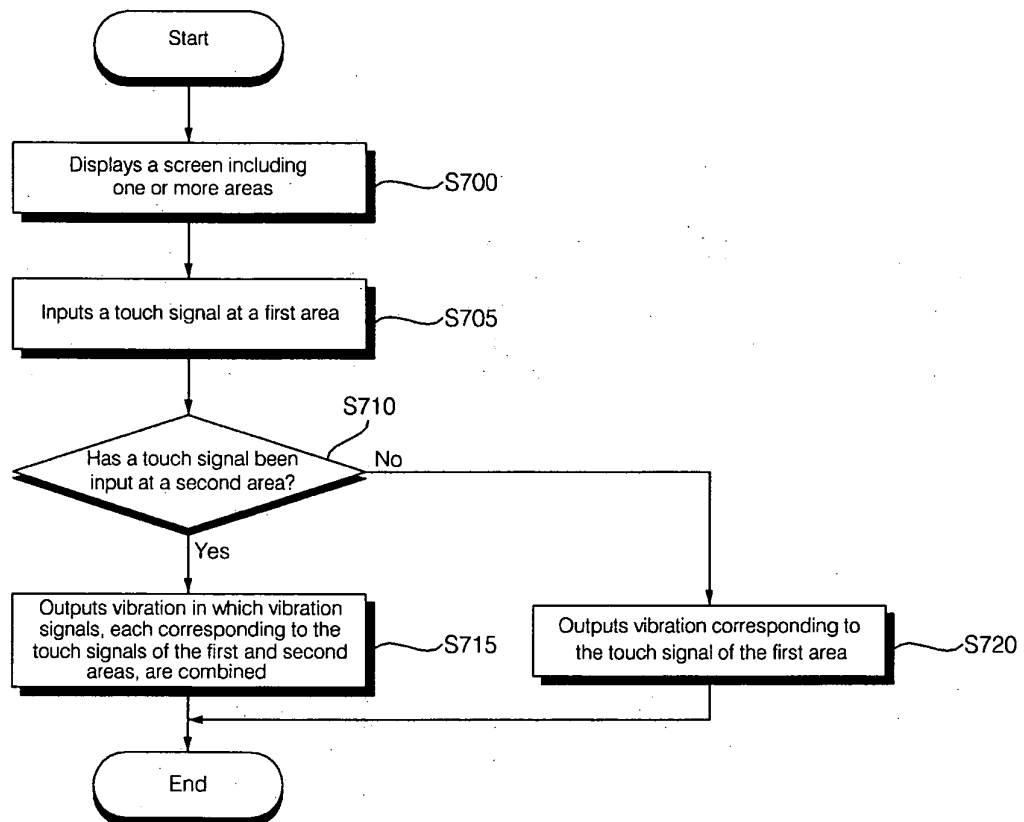 Start
Displays a screen including
one or more areas
S700
Inputs a touch signal at a first area
S705
S710
Has a touch signal been
input at a second area?
No
Yes
Outputs vibration in which vibration
signals, each corresponding to the
touch signals of the first and second
areas, are combined
S715
Outputs vibration corresponding to
the touch signal of the first area
S720
End